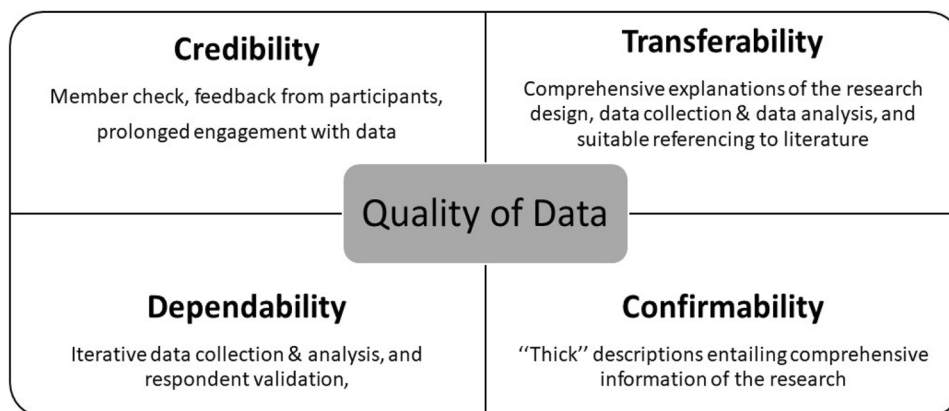 Credibility
Member check, feedback from participants,
prolonged engagement with data
Transferability
Comprehensive explanations of the research
design, data collection & data analysis, and
suitable referencing to literature
Quality of Data
Dependability
Iterative data collection & analysis, and
respondent validation,
Confirmability
‘‘Thick’’ descriptions entailing comprehensive
information of the research